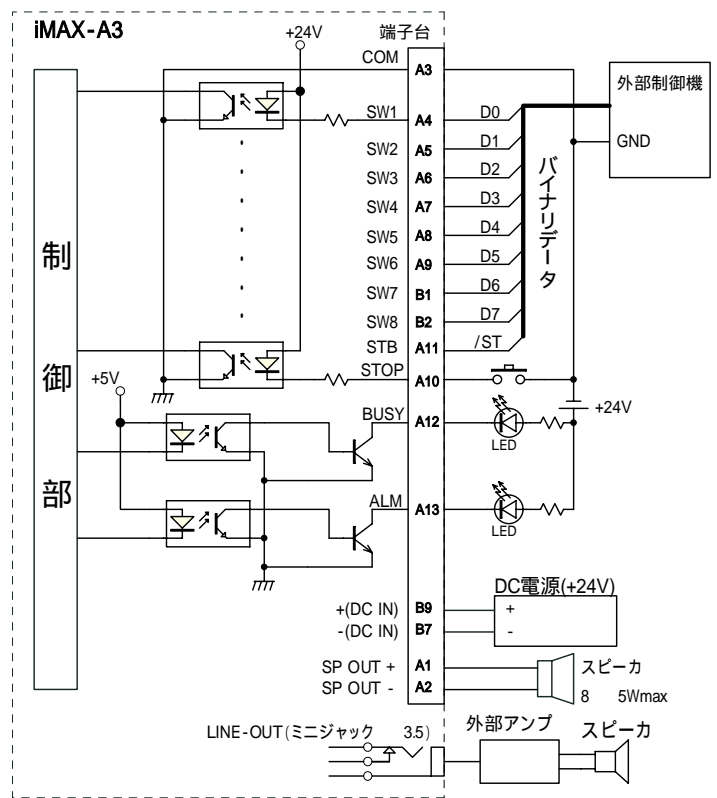 iMAX-A3
+24V
端子台
COM
A3
外部制御機
GND
SW1
A4
D0
SW2
A5
D1
SW3
A6
D2
SW4
A7
D3
SW5
A8
D4
SW6
A9
D5
SW7
B1
D6
SW8
B2
D7
STB
A11
/ST
バイナリデータ
制御部
STOP
A10
+5V
+24V
BUSY
A12
LED
ALM
A13
LED
DC電源(+24V)
+(DC IN)
B9
+
-(DC IN)
B7
-
SP OUT +
A1
スピーカ
SP OUT -
A2
8 5Wmax
LINE-OUT(ミニジャック 3.5)
外部アンプ
スピーカ